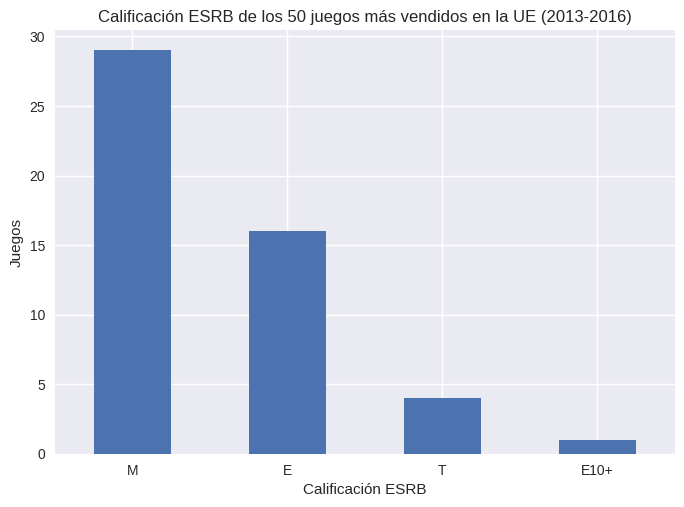 Calificación ESRB de los 50 juegos más vendidos en la UE (2013-2016)
30
25
20
15
10
5
0
Juegos
M E T E10+
Calificación ESRB